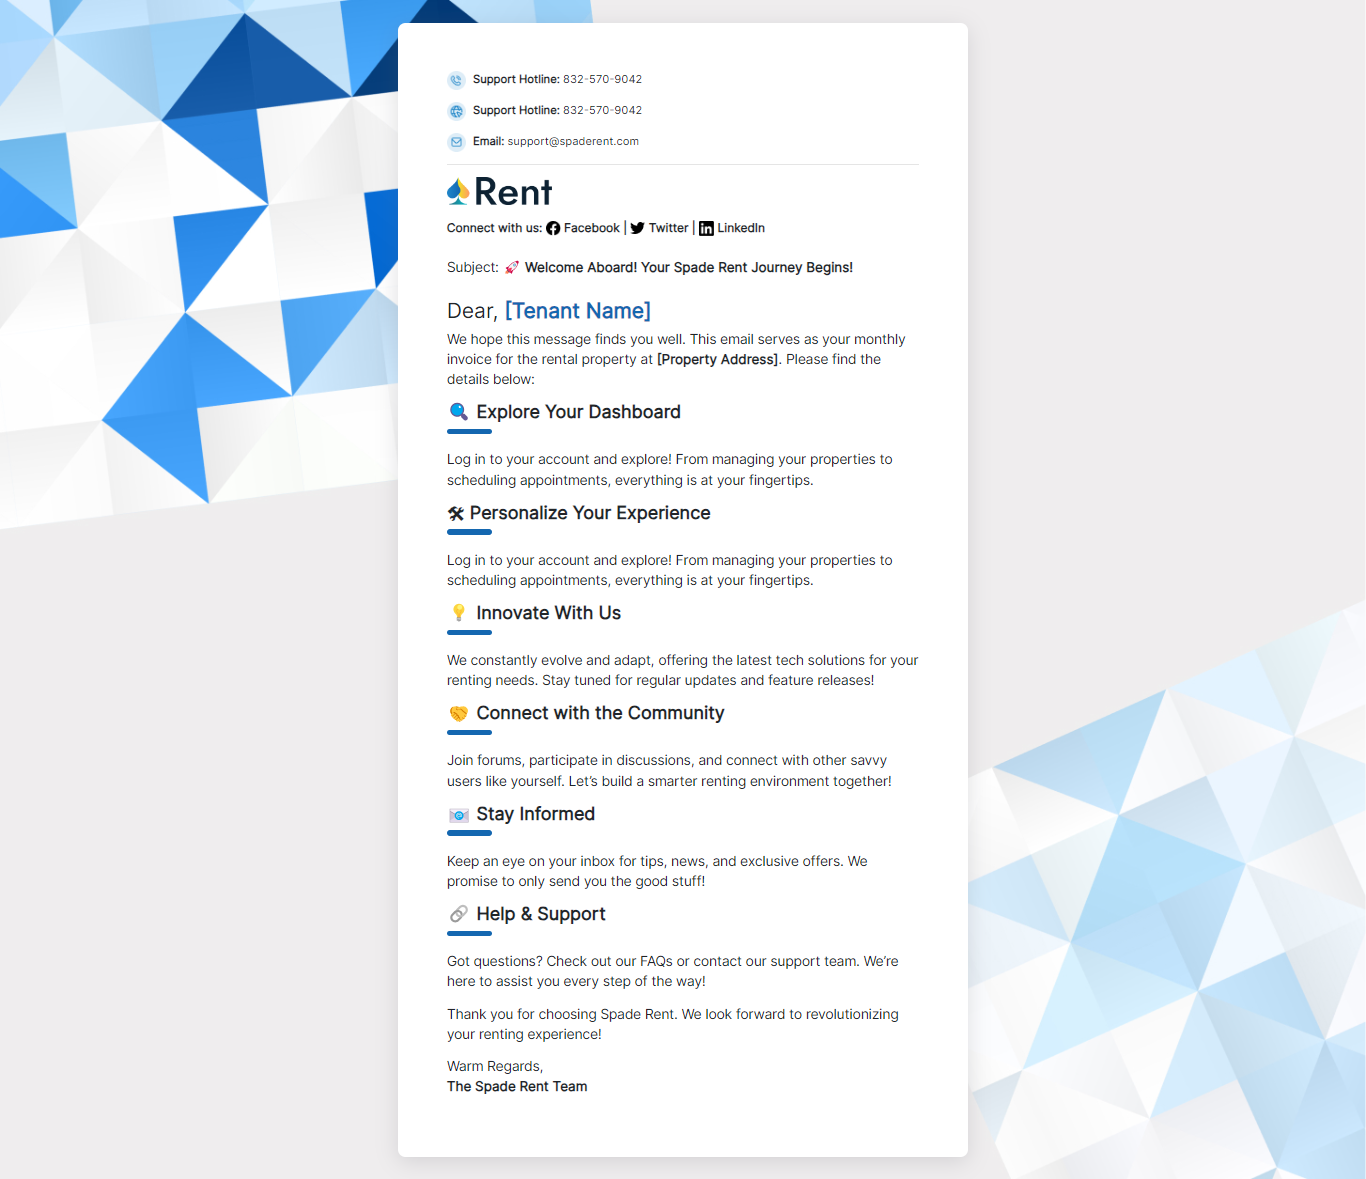 Support Hotline: 832-570-9042
Support Hotline: 832-570-9042
Email: support@spaderent.com
Rent
Connect with us: Facebook | Twitter | LinkedIn
Subject: 🚀 Welcome Aboard! Your Spade Rent Journey Begins!
Dear, [Tenant Name]
We hope this message finds you well. This email serves as your monthly
invoice for the rental property at [Property Address]. Please find the
details below:
🔍 Explore Your Dashboard
Log in to your account and explore! From managing your properties to
scheduling appointments, everything is at your fingertips.
🛠 Personalize Your Experience
Log in to your account and explore! From managing your properties to
scheduling appointments, everything is at your fingertips.
💡 Innovate With Us
We constantly evolve and adapt, offering the latest tech solutions for your
renting needs. Stay tuned for regular updates and feature releases!
🤝 Connect with the Community
Join forums, participate in discussions, and connect with other savvy
users like yourself. Let’s build a smarter renting environment together!
📧 Stay Informed
Keep an eye on your inbox for tips, news, and exclusive offers. We
promise to only send you the good stuff!
🔗 Help & Support
Got questions? Check out our FAQs or contact our support team. We’re
here to assist you every step of the way!
Thank you for choosing Spade Rent. We look forward to revolutionizing
your renting experience!
Warm Regards,
The Spade Rent Team